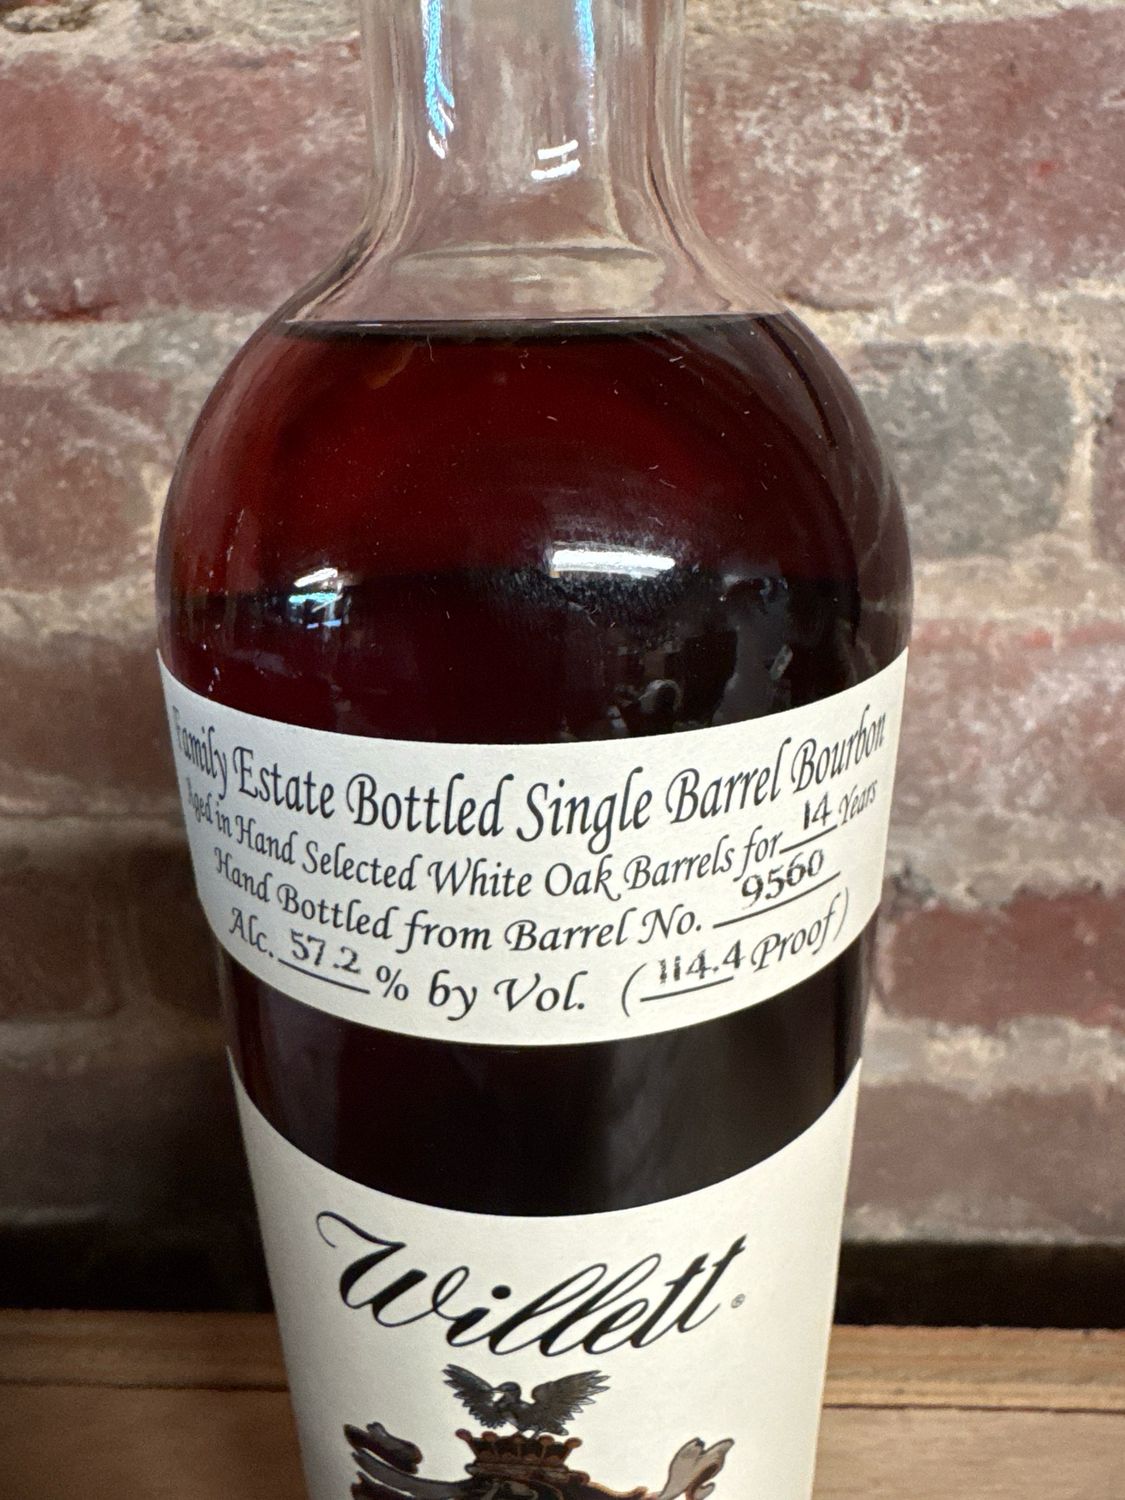 Family Estate Bottled Single Barrel Bourbon
Aged in Hand Selected White Oak Barrels for 14 Years
Hand Bottled from Barrel No. 9560
Alc. 57.2 % by Vol. (114.4 Proof)
Willett®